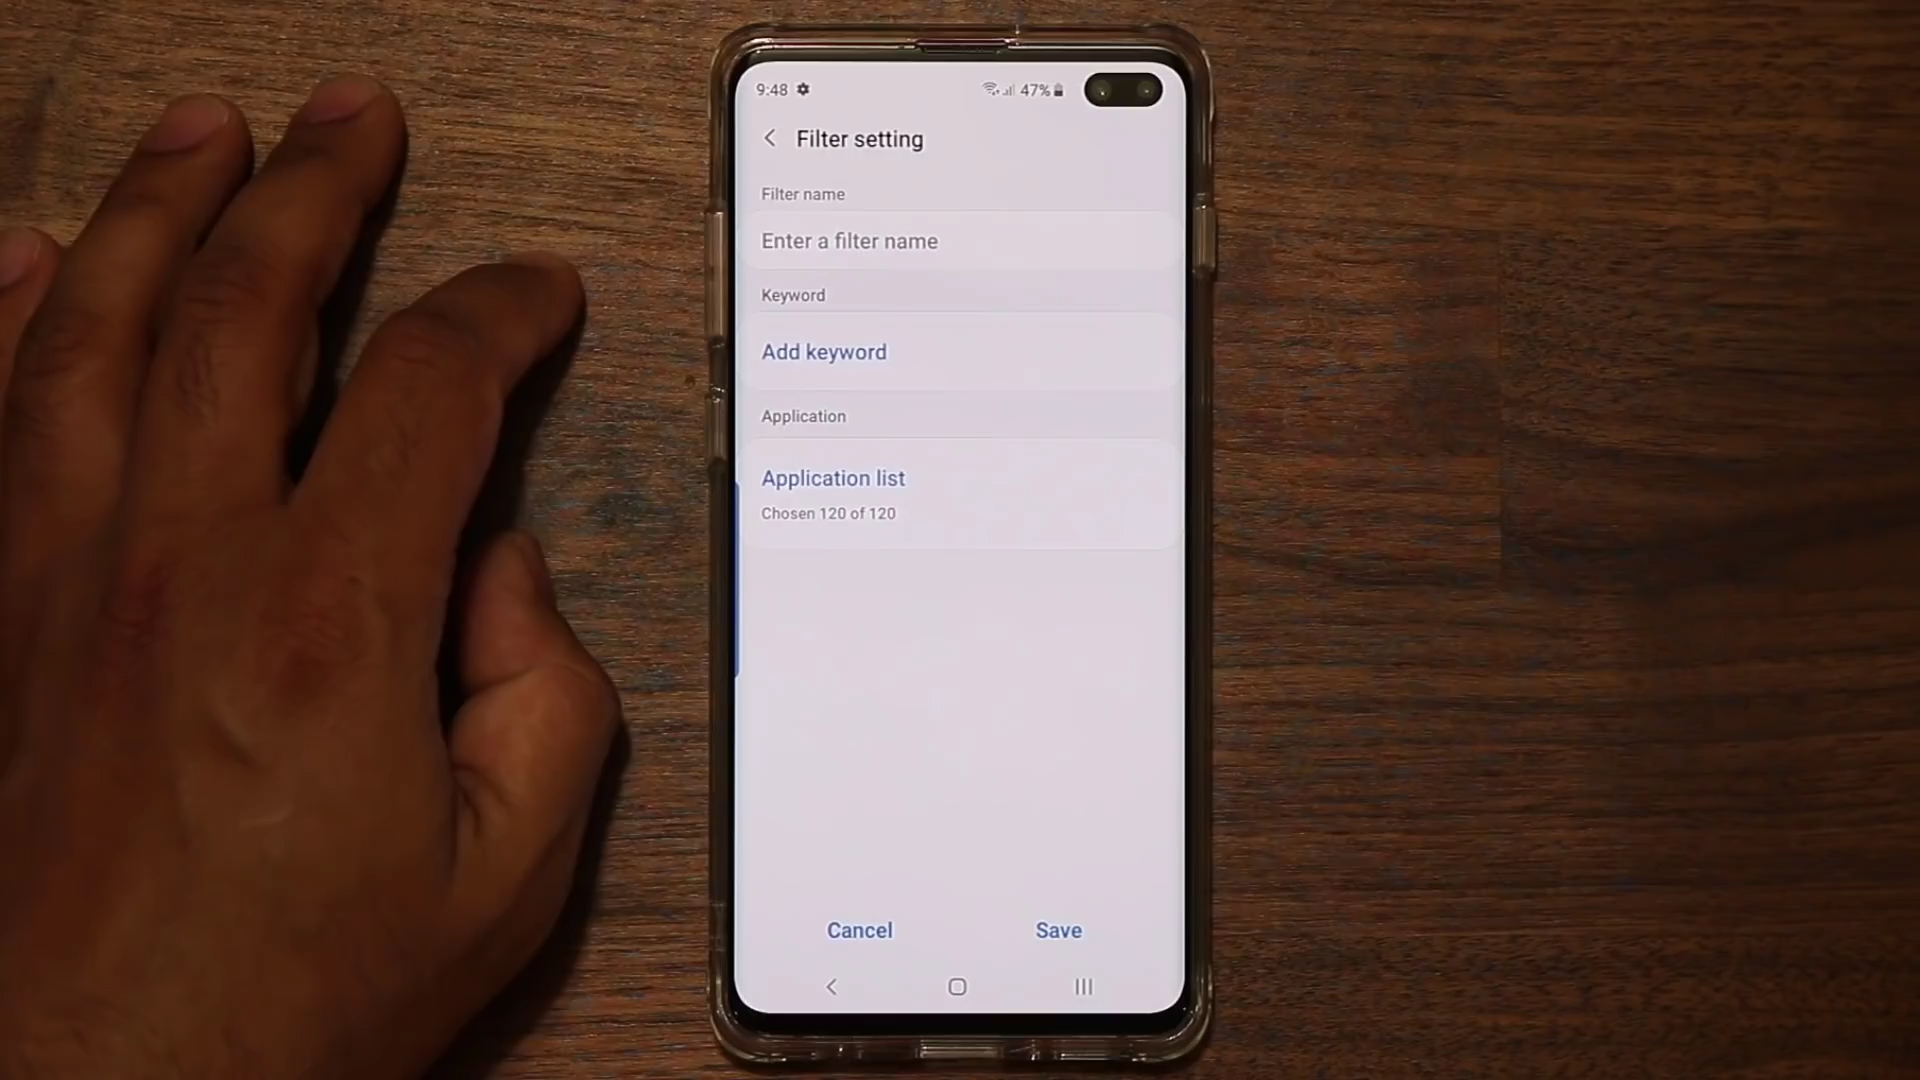 9:48 47%
Filter setting
Filter name
Enter a filter name
Keyword
Add keyword
Application
Application list
Chosen 120 of 120
Cancel Save